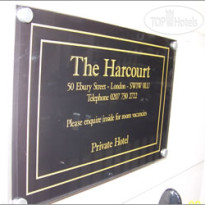 TOPHOTELS
The Harcourt
50 Ebury Street - London - SW1W 0LU
Telephone 0207 730 2722
Please enquire inside for room vacancies
Private Hotel